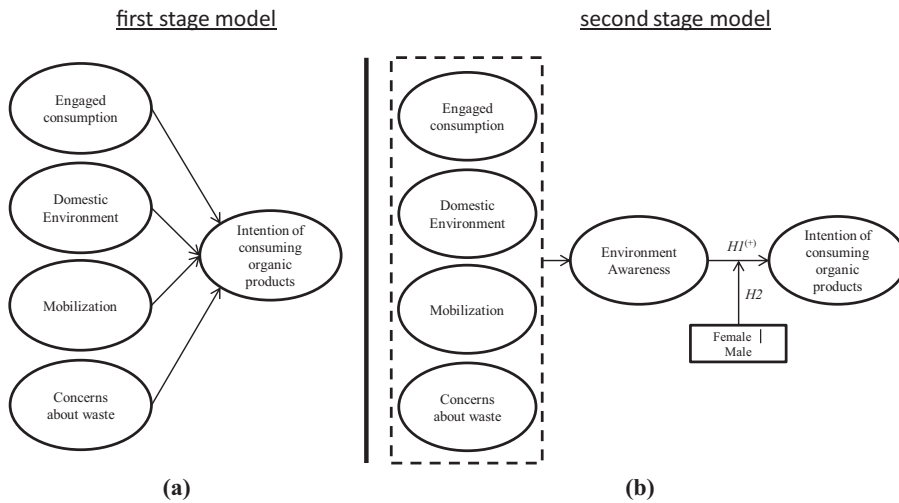 first stage model
Engaged
consumption
Domestic
Environment
Mobilization
Concerns
about waste
Intention of
consuming
organic
products
(a)
second stage model
Engaged
consumption
Domestic
Environment
Mobilization
Concerns
about waste
Environment
Awareness
H1(+)
H2
Female |
Male
Intention of
consuming
organic
products
(b)